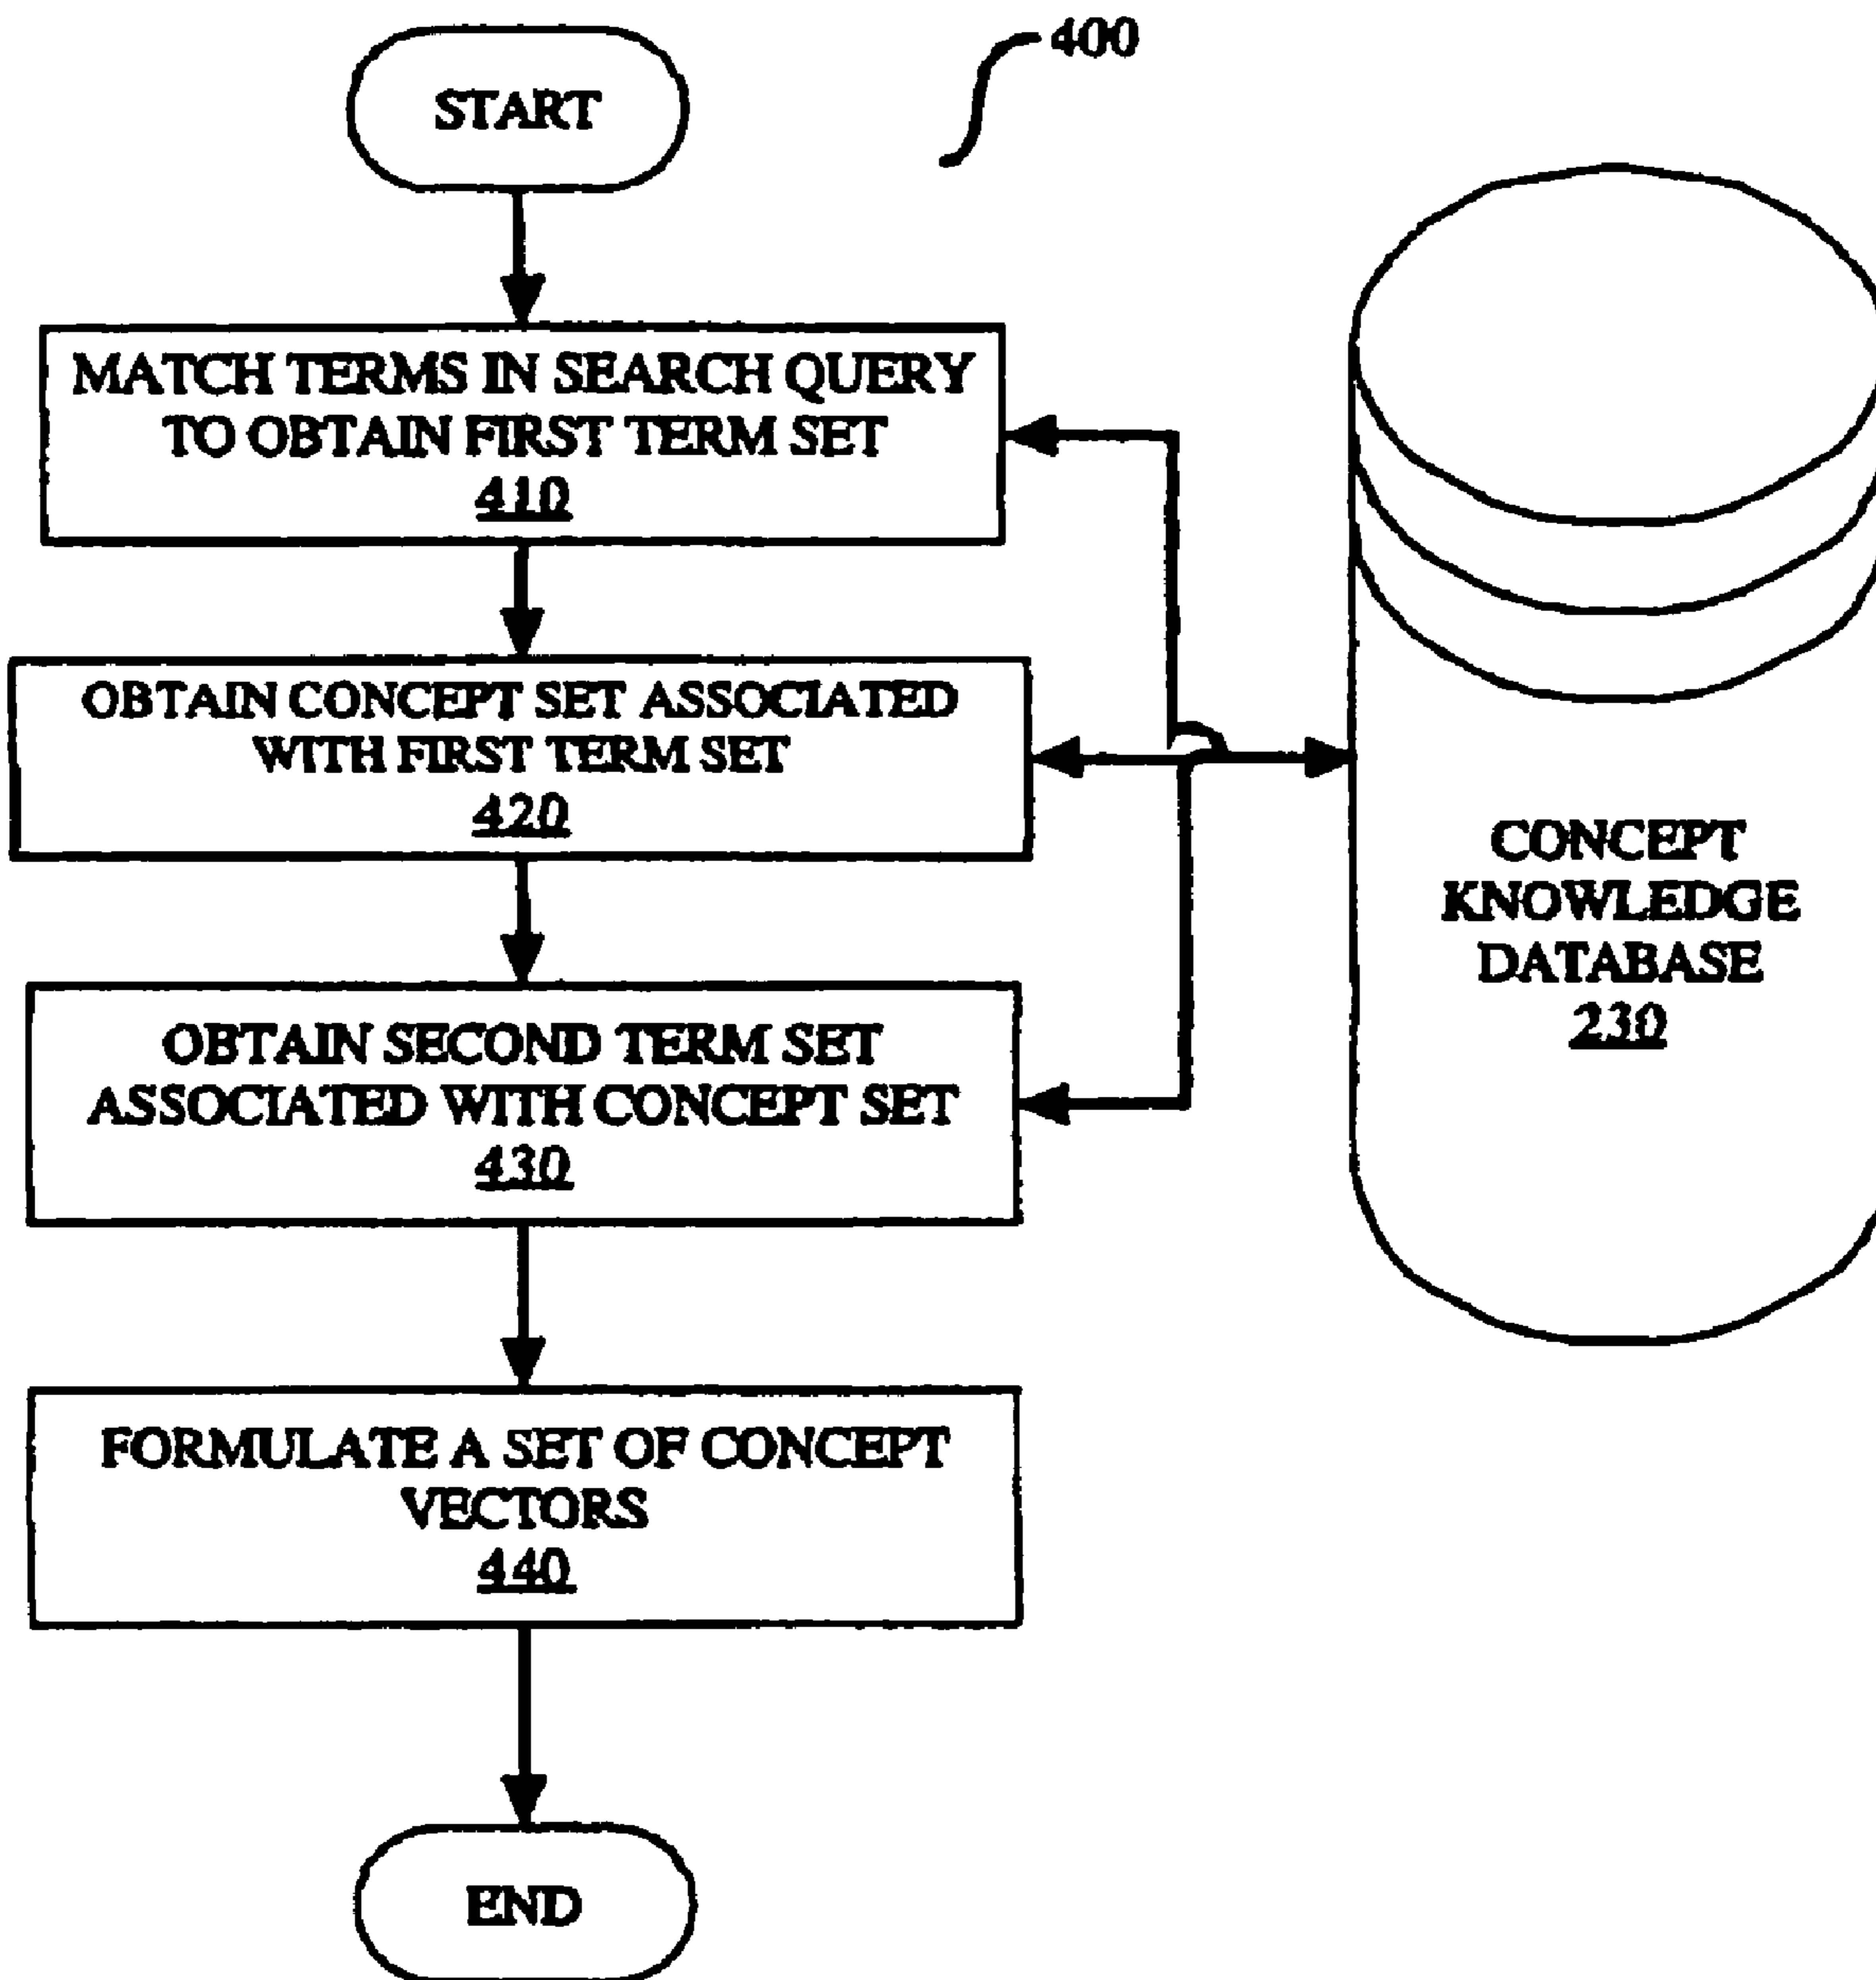 START
400
MATCH TERMS IN SEARCH QUERY
TO OBTAIN FIRST TERM SET
410
OBTAIN CONCEPT SET ASSOCIATED
WITH FIRST TERM SET
420
OBTAIN SECOND TERM SET
ASSOCIATED WITH CONCEPT SET
430
FORMULATE A SET OF CONCEPT
VECTORS
440
END
CONCEPT
KNOWLEDGE
DATABASE
230